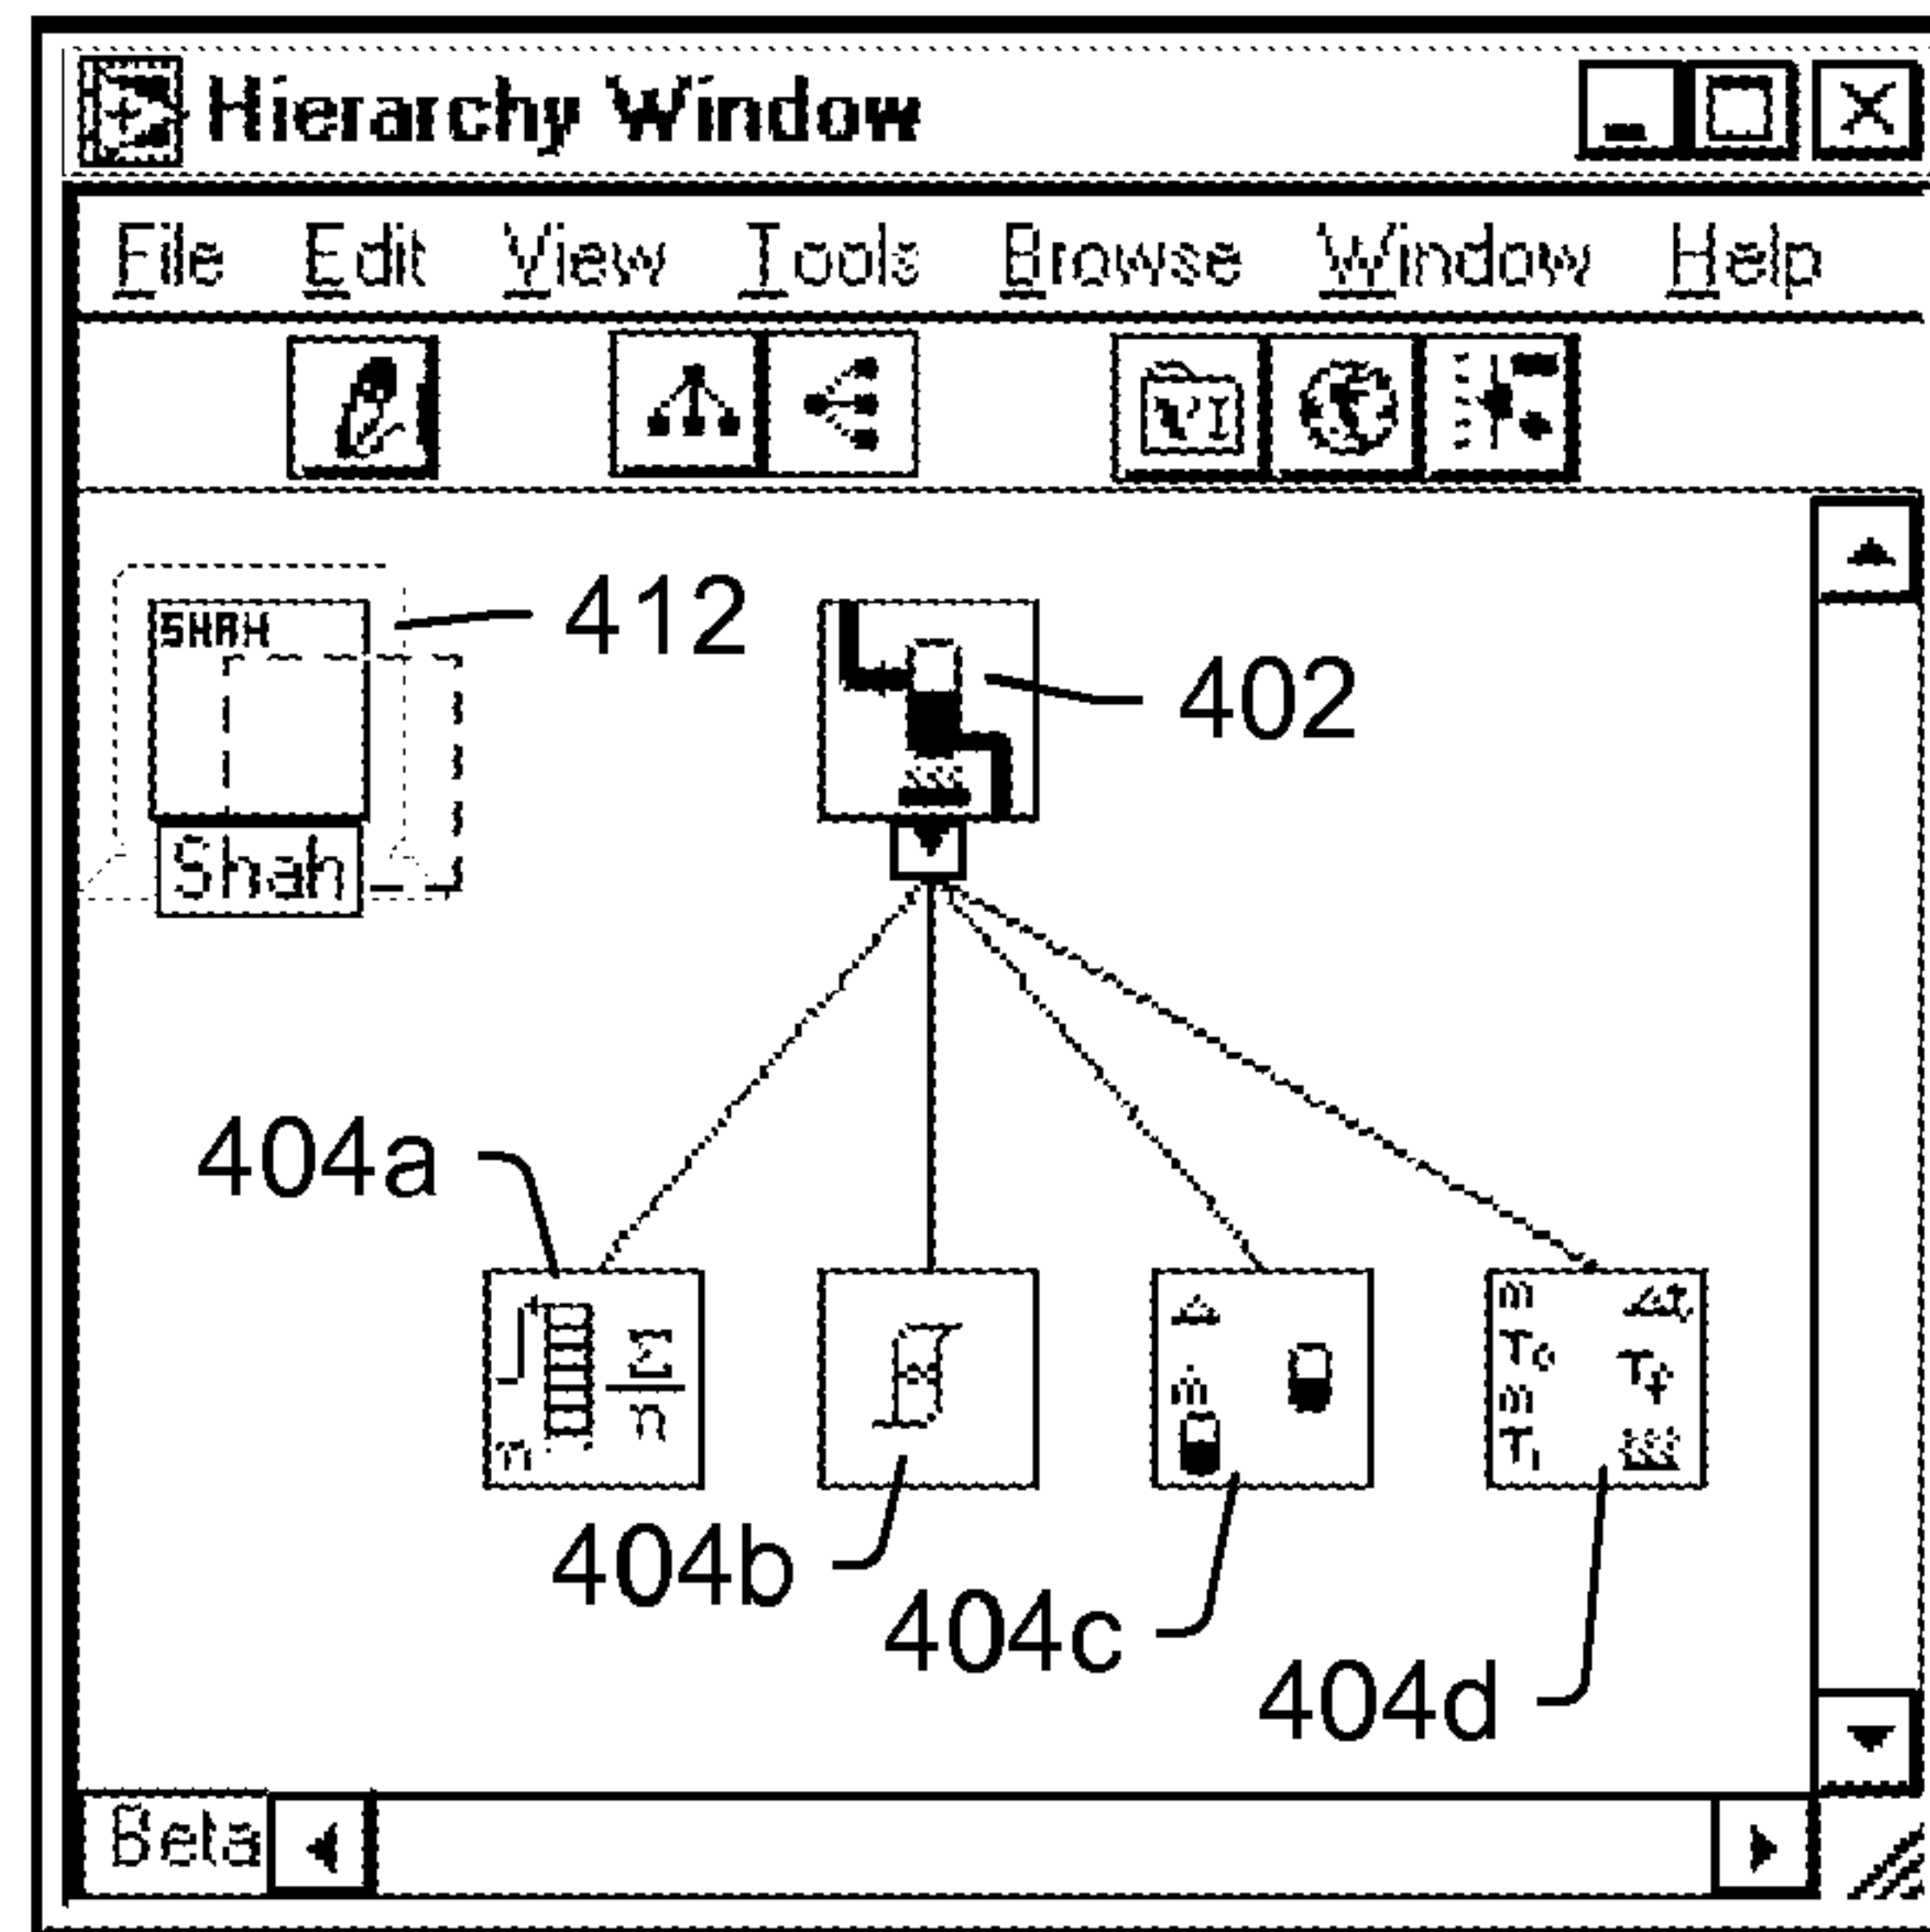 Hierarchy Window
File Edit View Tools Browse Window Help
VI
SHAH
412
402
Shah
404a
Σ
n
m
m
T
m
T
404b
404c
404d
Beta